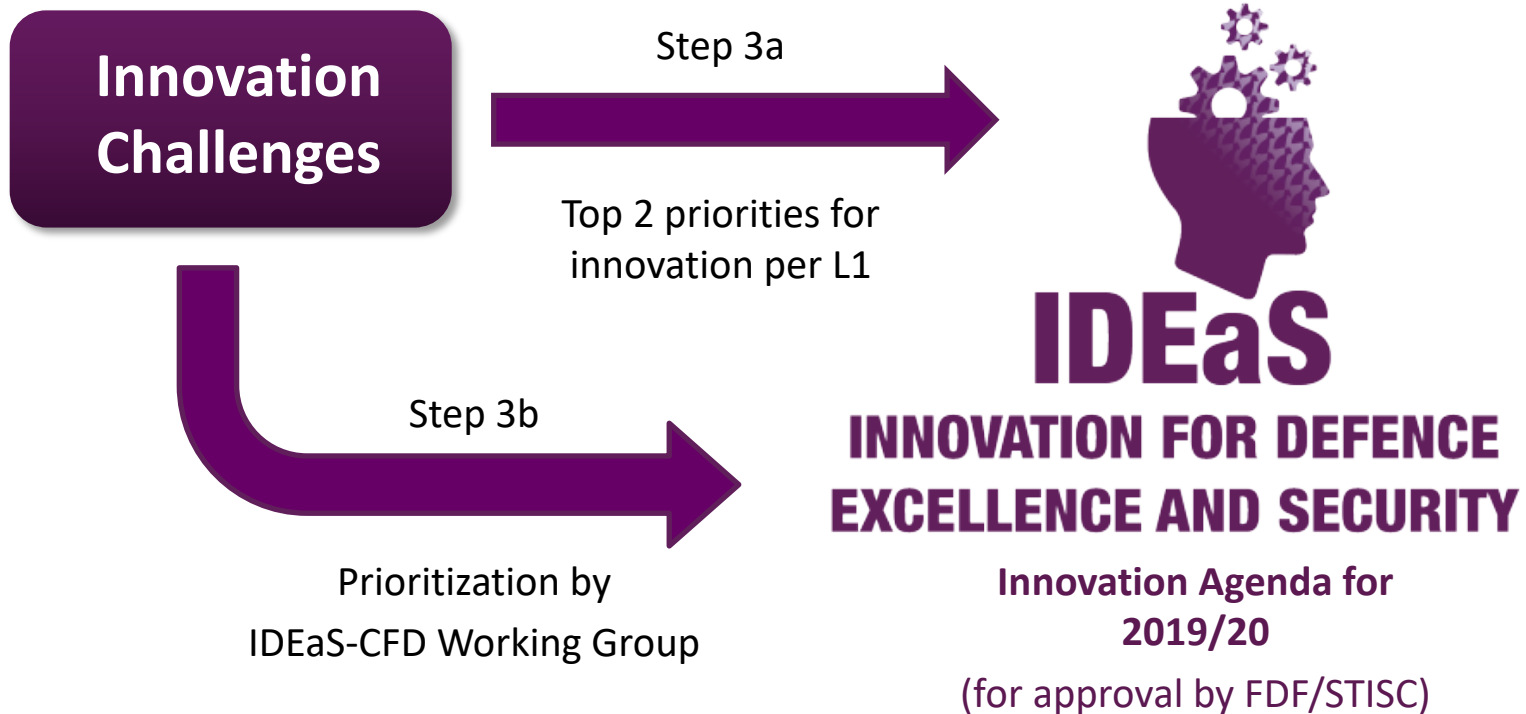 Innovation
Challenges
Step 3a
Top 2 priorities for
innovation per L1
Step 3b
Prioritization by
IDEaS-CFD Working Group
IDEaS
INNOVATION FOR DEFENCE
EXCELLENCE AND SECURITY
Innovation Agenda for
2019/20
(for approval by FDF/STISC)